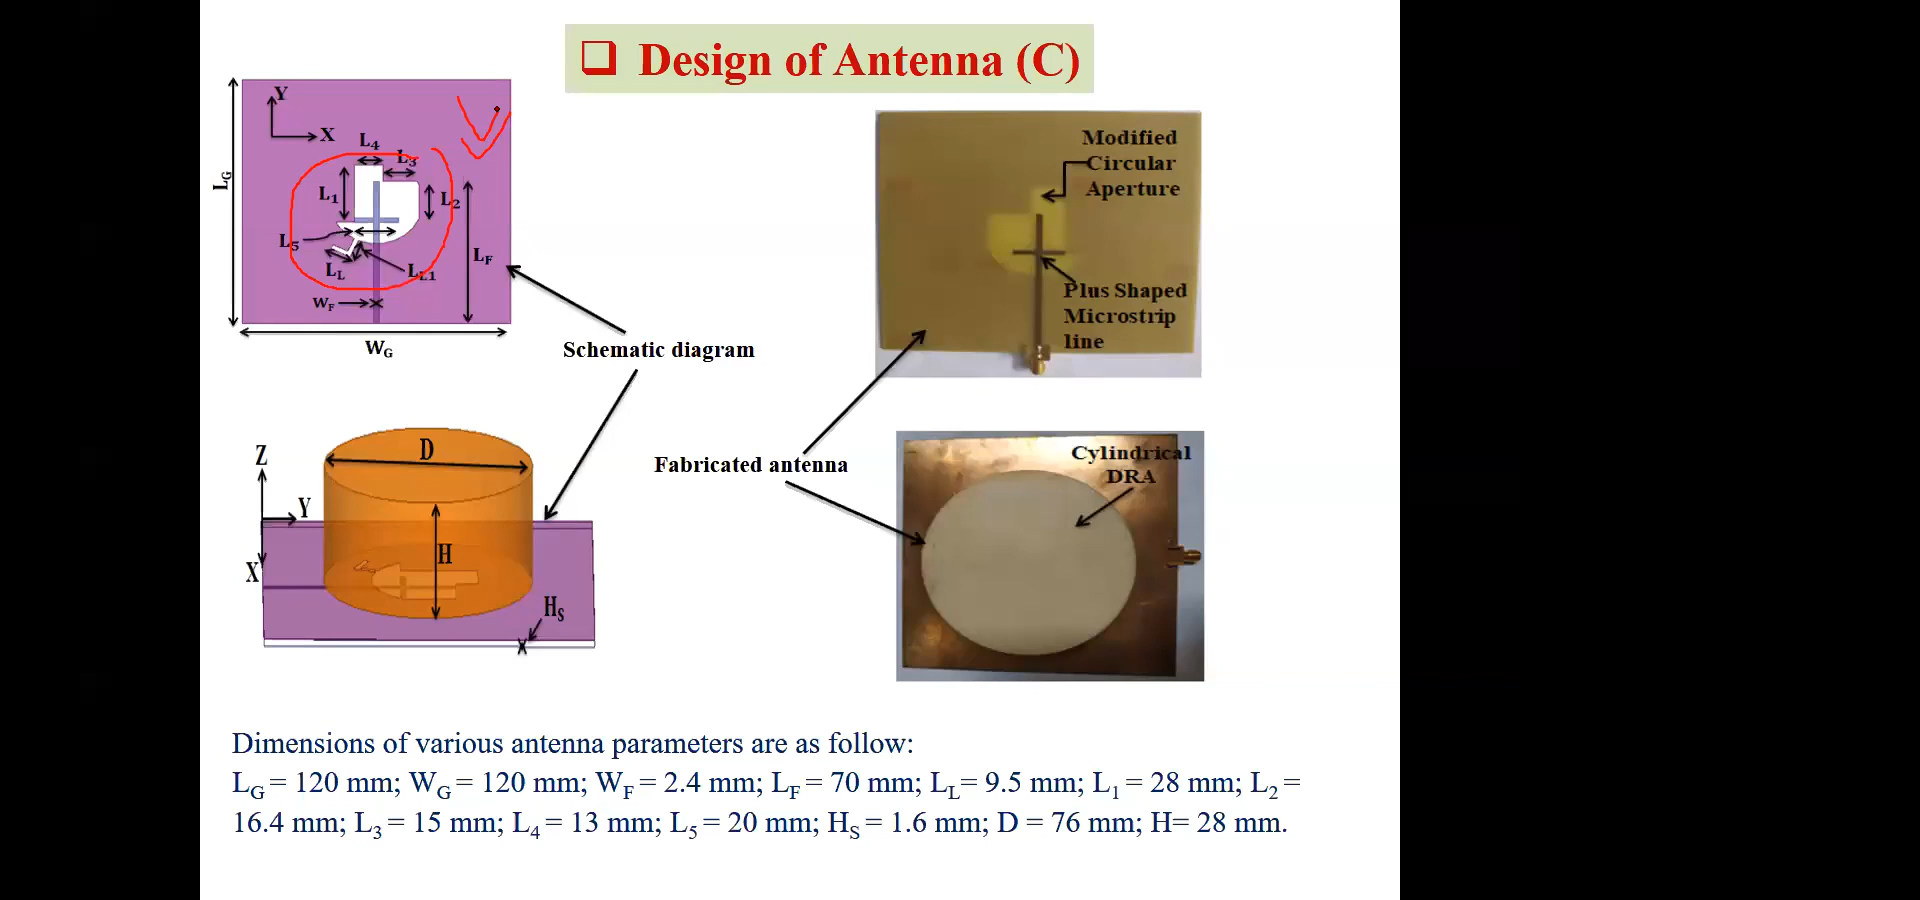 ❑ Design of Antenna (C)
Y
X
L4
L3
L1
L2
L5
LL
LL1
LF
WF
LG
WG
Schematic diagram
Modified
Circular
Aperture
Plus Shaped
Microstrip
line
Fabricated antenna
Z
Y
X
D
H
HS
Cylindrical
DRA
Dimensions of various antenna parameters are as follow:
LG = 120 mm; WG = 120 mm; WF = 2.4 mm; LF = 70 mm; LL= 9.5 mm; L1 = 28 mm; L2 =
16.4 mm; L3 = 15 mm; L4 = 13 mm; L5 = 20 mm; HS = 1.6 mm; D = 76 mm; H= 28 mm.